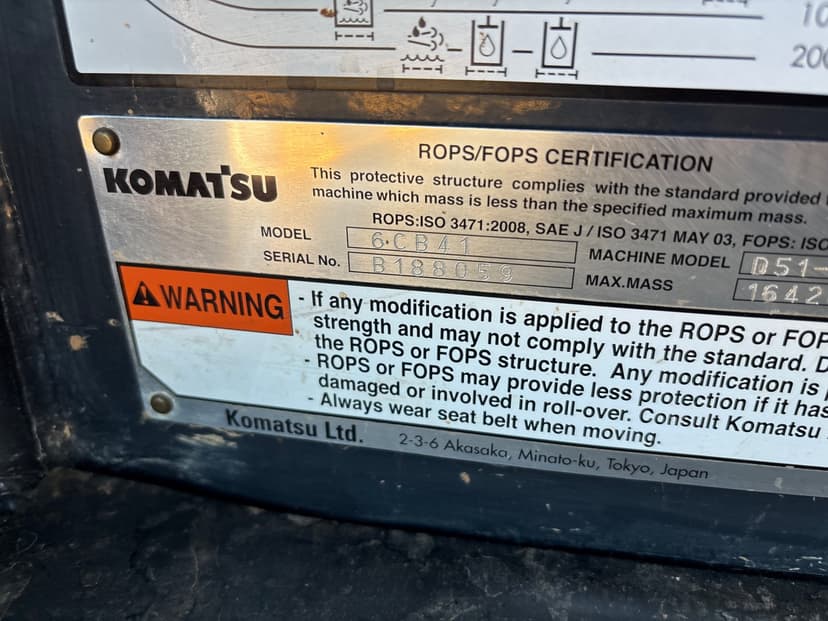 10
200
ROPS/FOPS CERTIFICATION
KOMATSU
This protective structure complies with the standard provided
machine which mass is less than the specified maximum mass.
ROPS:ISO 3471:2008, SAE J / ISO 3471 MAY 03, FOPS: ISO
MODEL 6.CB41 MACHINE MODEL D51-
SERIAL No. B188059 MAX.MASS 1642
WARNING
- If any modification is applied to the ROPS or FOP
strength and may not comply with the standard. D
the ROPS or FOPS structure. Any modification is
- ROPS or FOPS may provide less protection if it has
damaged or involved in roll-over. Consult Komatsu
- Always wear seat belt when moving.
Komatsu Ltd. 2-3-6 Akasaka, Minato-ku, Tokyo, Japan